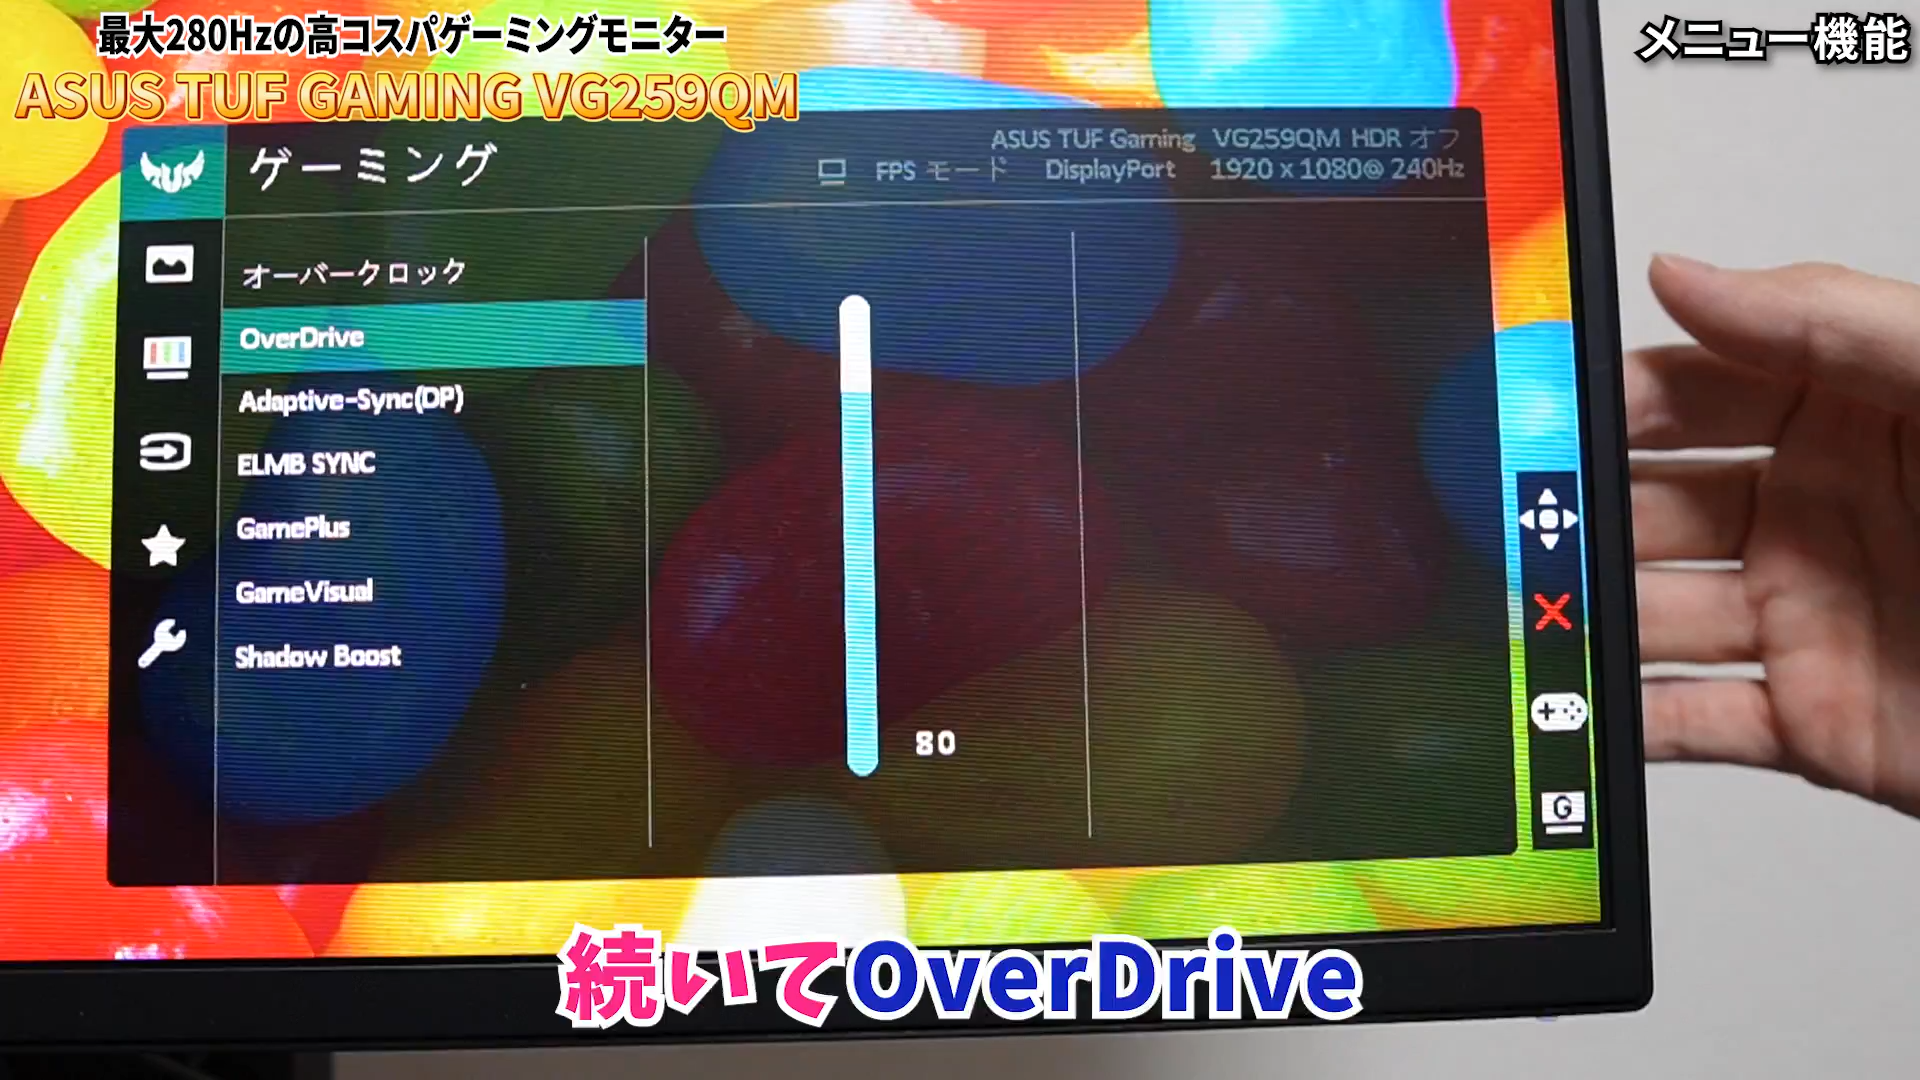 最大280Hzの高コスパゲーミングモニター
ASUS TUF GAMING VG259QM
メニュー機能
ゲーミング
ASUS TUF Gaming VG259QM HDR オフ
FPS モード DisplayPort 1920 x 1080@ 240Hz
オーバークロック
OverDrive
Adaptive-Sync(DP)
ELMB SYNC
GamePlus
GameVisual
Shadow Boost
80
G
続いてOverDrive